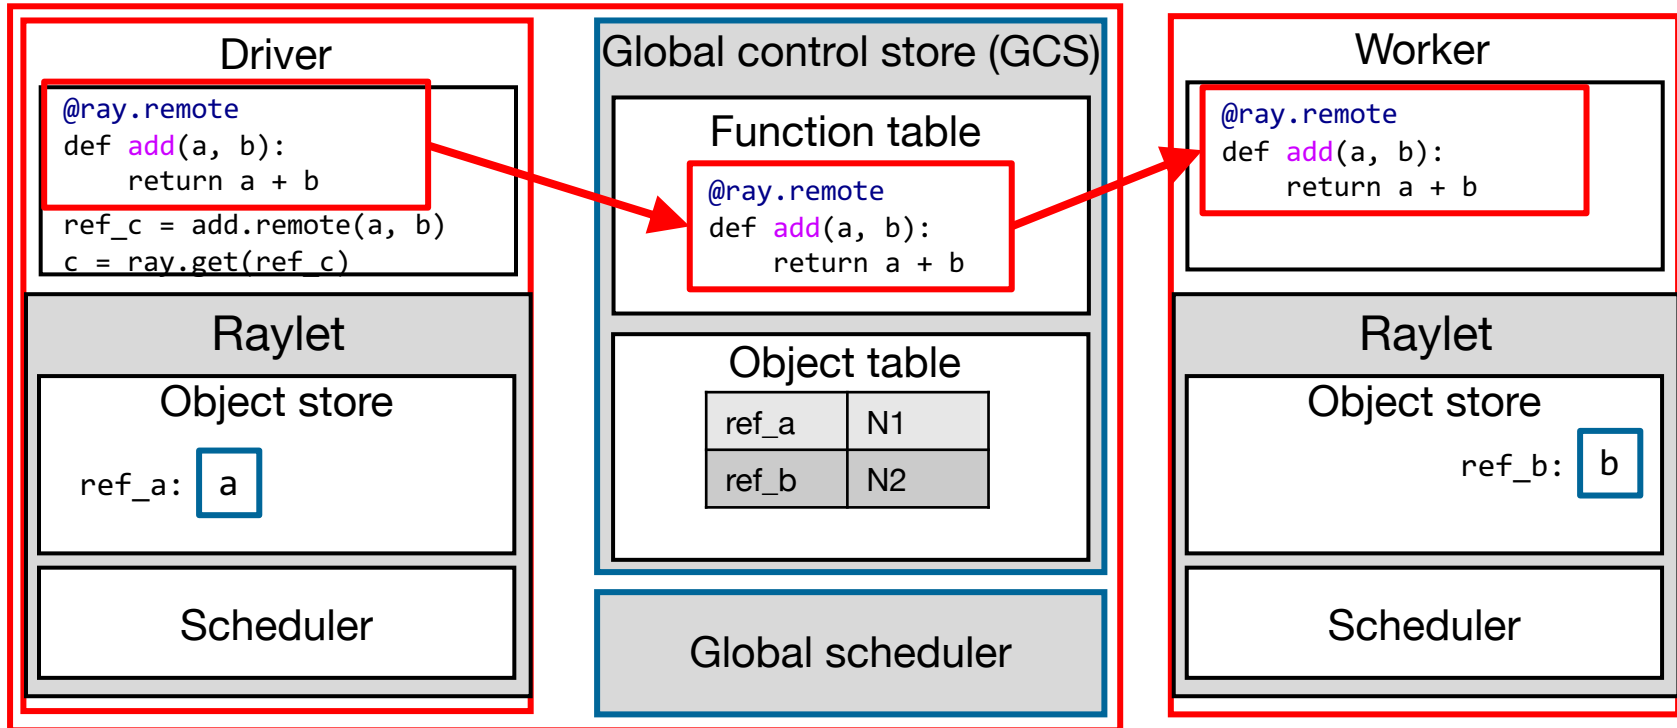 Driver
@ray.remote
def add(a, b):
    return a + b
ref_c = add.remote(a, b)
c = ray.get(ref_c)
Raylet
Object store
ref_a: a
Scheduler
Global control store (GCS)
Function table
@ray.remote
def add(a, b):
    return a + b
Object table
ref_a N1
ref_b N2
Global scheduler
Worker
@ray.remote
def add(a, b):
    return a + b
Raylet
Object store
ref_b: b
Scheduler